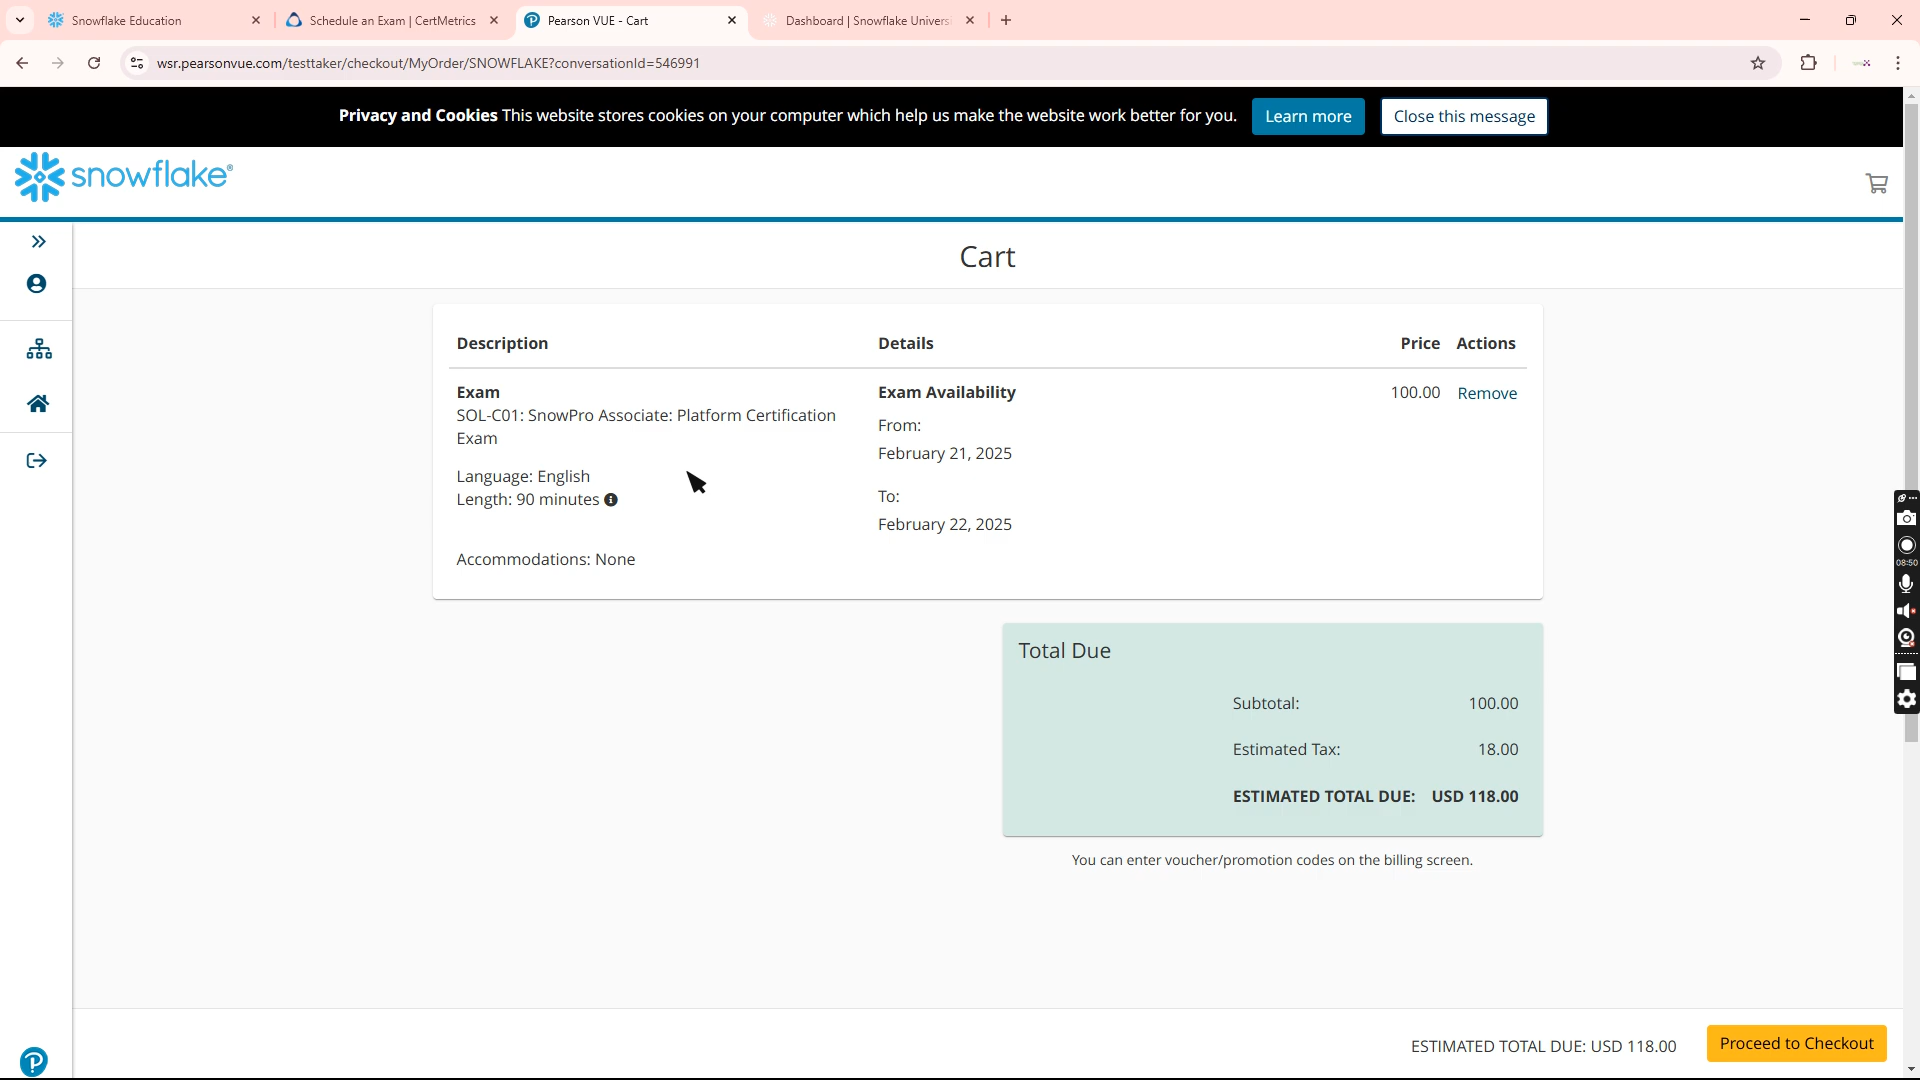 Snowflake Education
Schedule an Exam | CertMetrics
Pearson VUE - Cart
Dashboard | Snowflake Univers
wsr.pearsonvue.com/testtaker/checkout/MyOrder/SNOWFLAKE?conversationId=546991
Privacy and Cookies This website stores cookies on your computer which help us make the website work better for you.
Learn more
Close this message
snowflake®
Cart
Description Details Price Actions
Exam
SOL-C01: SnowPro Associate: Platform Certification
Exam
Language: English
Length: 90 minutes
Accommodations: None
Exam Availability
From:
February 21, 2025
To:
February 22, 2025
100.00 Remove
08:50
Total Due
Subtotal: 100.00
Estimated Tax: 18.00
ESTIMATED TOTAL DUE: USD 118.00
You can enter voucher/promotion codes on the billing screen.
ESTIMATED TOTAL DUE: USD 118.00
Proceed to Checkout